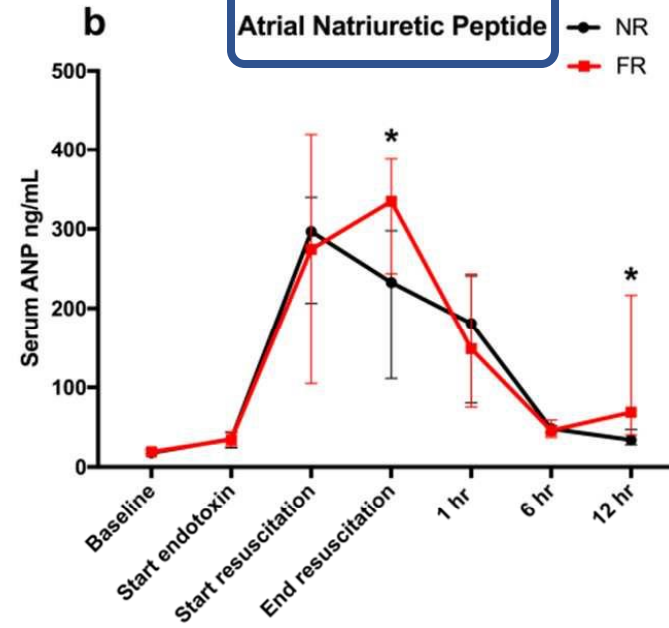 b
Atrial Natriuretic Peptide
NR
FR
Serum ANP ng/mL
500
400
300
200
100
0
*
*
Baseline
Start endotoxin
Start resuscitation
End resuscitation
1 hr
6 hr
12 hr